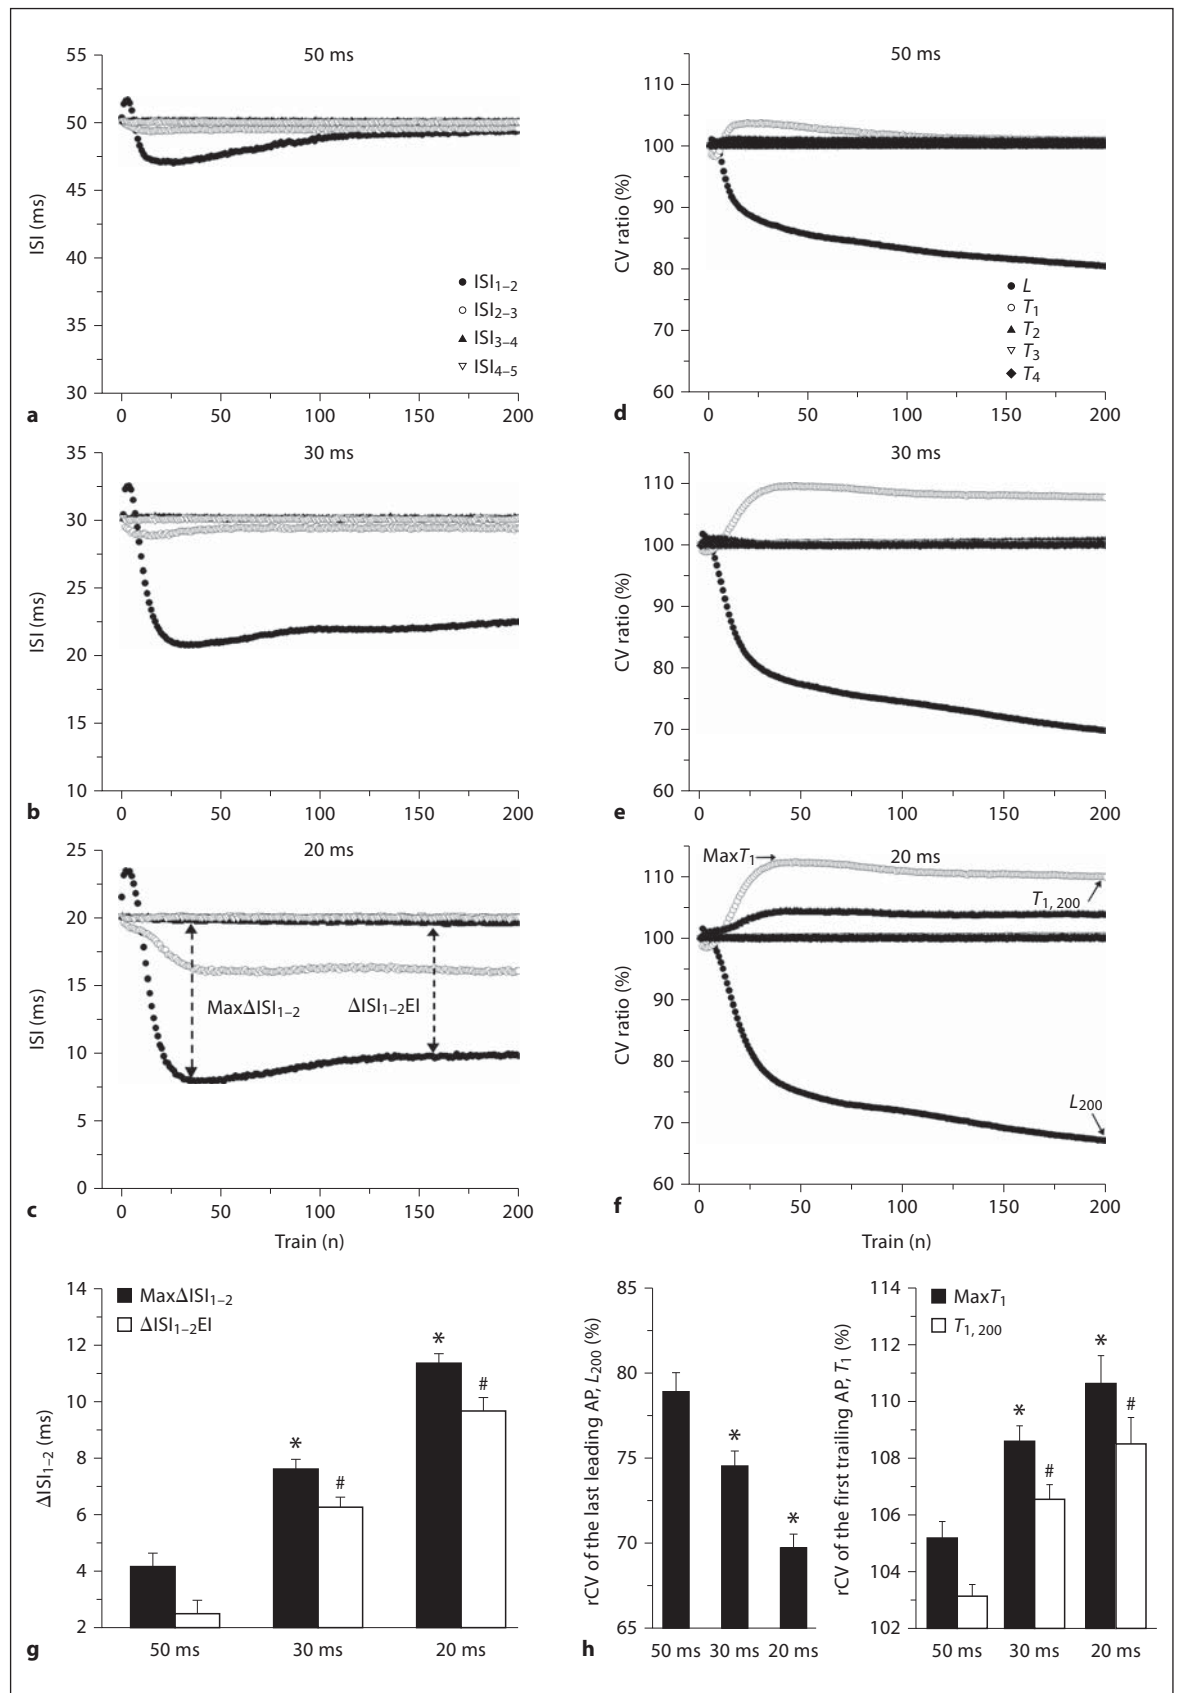 50 ms
55
50
45
40
35
30
ISI (ms)
ISI1–2
ISI2–3
ISI3–4
ISI4–5
0 50 100 150 200
a
50 ms
110
100
90
80
70
60
CV ratio (%)
L
T1
T2
T3
T4
0 50 100 150 200
d
30 ms
35
30
25
20
15
10
ISI (ms)
0 50 100 150 200
b
30 ms
110
100
90
80
70
60
CV ratio (%)
0 50 100 150 200
e
20 ms
25
20
15
10
5
0
ISI (ms)
MaxΔISI1–2
ΔISI1–2EI
0 50 100 150 200
c
Train (n)
20 ms
MaxT1
T1, 200
L200
110
100
90
80
70
60
CV ratio (%)
0 50 100 150 200
f
Train (n)
14
12
10
8
6
4
2
ΔISI1–2 (ms)
MaxΔISI1–2
ΔISI1–2EI
*
#
*
#
50 ms 30 ms 20 ms
g
85
80
75
70
65
rCV of the last leading AP, L200 (%)
*
*
50 ms 30 ms 20 ms
h
114
112
110
108
106
104
102
rCV of the first trailing AP, T1 (%)
MaxT1
T1, 200
*
#
*
#
50 ms 30 ms 20 ms